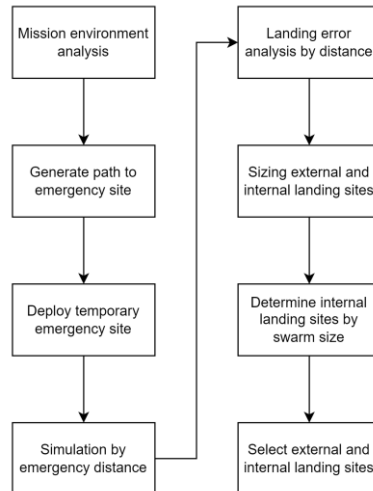 Mission environment
analysis
Generate path to
emergency site
Deploy temporary
emergency site
Simulation by
emergency distance
Landing error
analysis by distance
Sizing external and
internal landing sites
Determine internal
landing sites by
swarm size
Select external and
internal landing sites